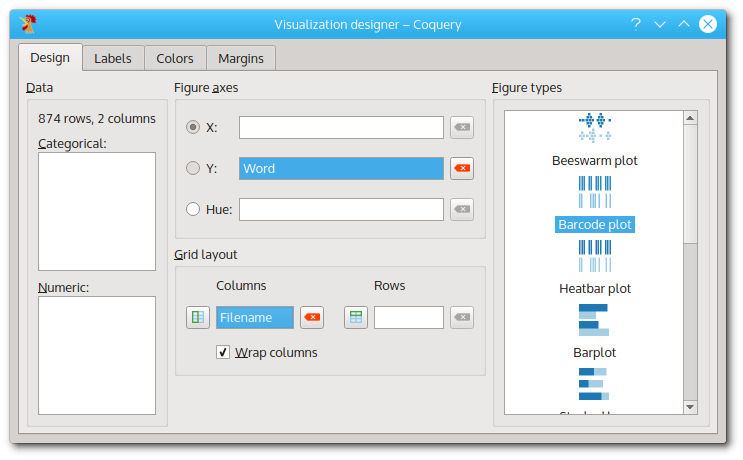 Visualization designer – Coquery
Design
Labels
Colors
Margins
Data
874 rows, 2 columns
Categorical:
Numeric:
Figure axes
X:
Y:
Word
Hue:
Grid layout
Columns
Rows
Filename
Wrap columns
Figure types
Beeswarm plot
Barcode plot
Heatbar plot
Barplot